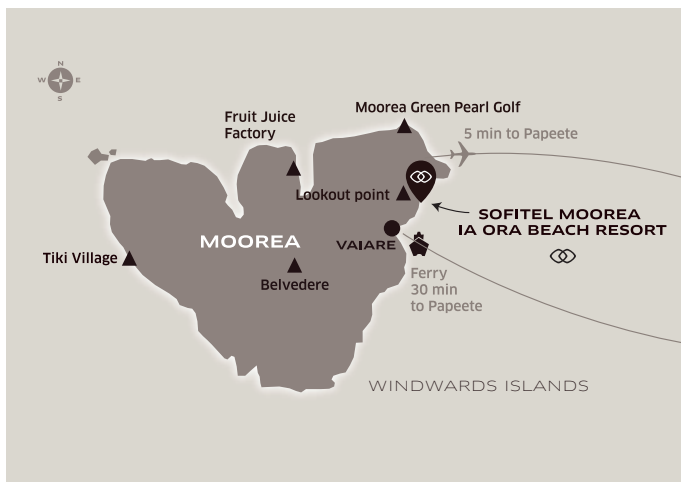 N
W E
S
Moorea Green Pearl Golf
Fruit Juice
Factory
5 min to Papeete
Lookout point
SOFITEL MOOREA
IA ORA BEACH RESORT
MOOREA
VAIARE
Tiki Village
Belvedere
Ferry
30 min
to Papeete
WINDWARDS ISLANDS